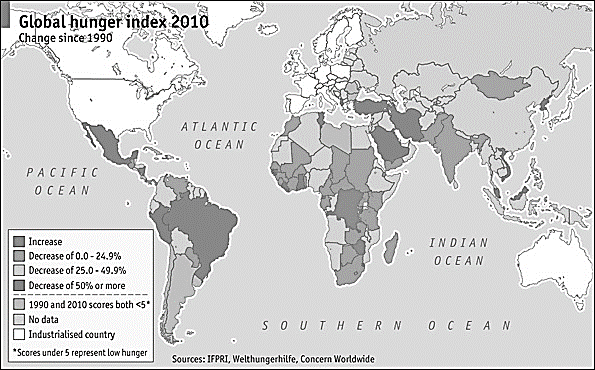 Global hunger index 2010
Change since 1990
ATLANTIC
OCEAN
PACIFIC
OCEAN
INDIAN
OCEAN
SOUTHERN OCEAN
Increase
Decrease of 0.0 - 24.9%
Decrease of 25.0 - 49.9%
Decrease of 50% or more
1990 and 2010 scores both <5*
No data
Industrialised country
*Scores under 5 represent low hunger
Sources: IFPRI, Welthungerhilfe, Concern Worldwide